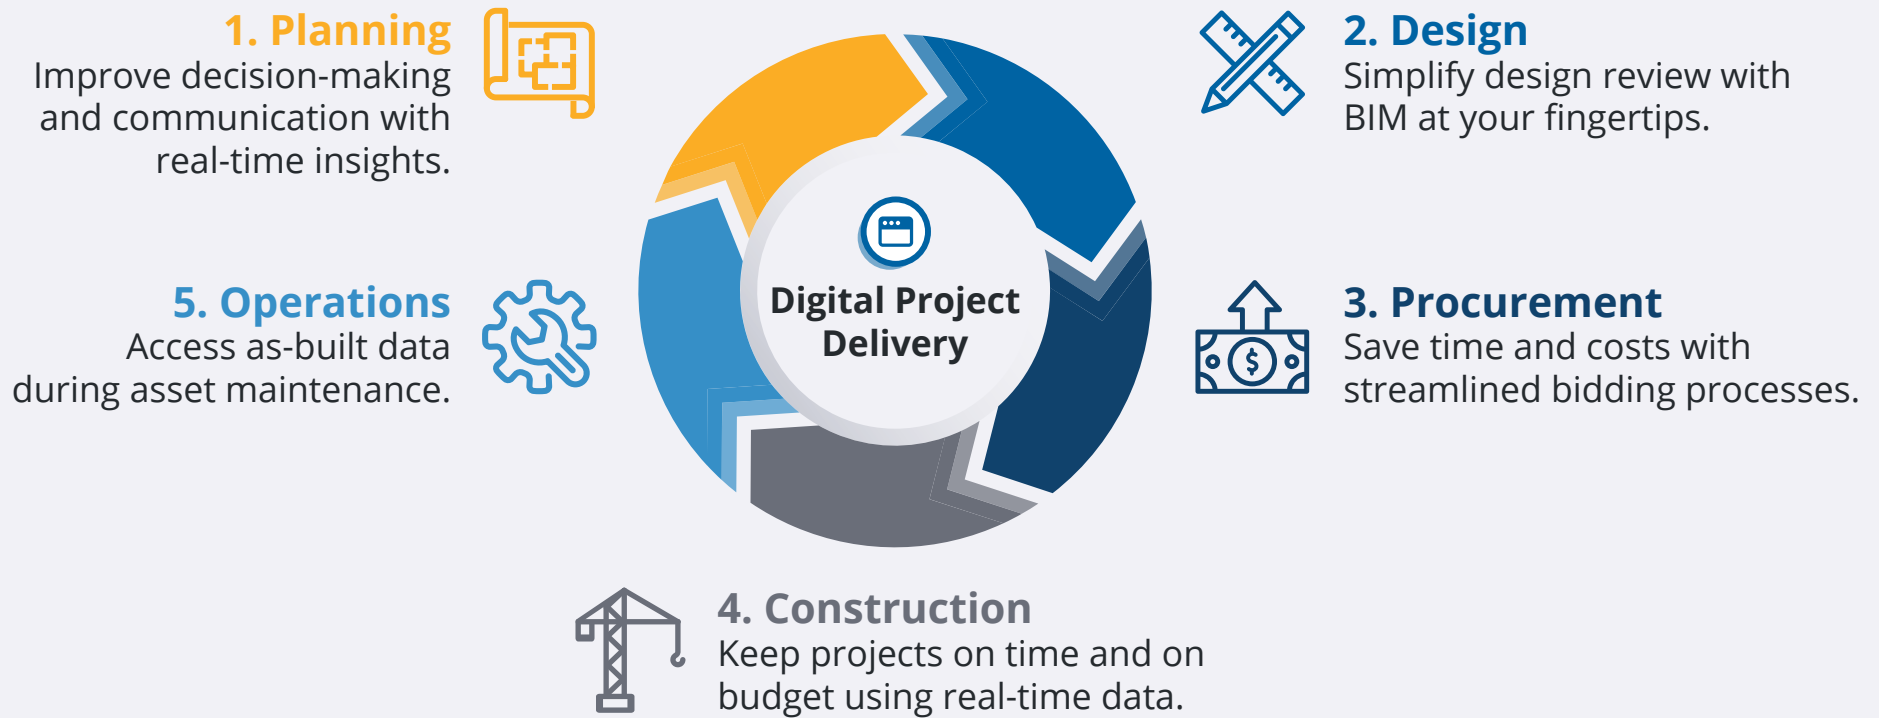 1. Planning
Improve decision-making
and communication with
real-time insights.
2. Design
Simplify design review with
BIM at your fingertips.
Digital Project
Delivery
3. Procurement
Save time and costs with
streamlined bidding processes.
4. Construction
Keep projects on time and on
budget using real-time data.
5. Operations
Access as-built data
during asset maintenance.
$